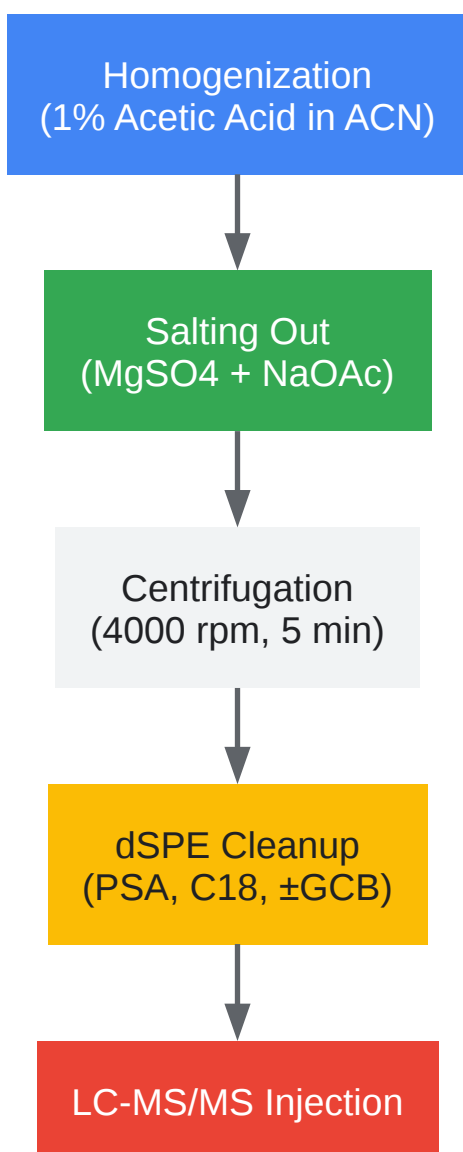 Homogenization
(1% Acetic Acid in ACN)
Salting Out
(MgSO4 + NaOAc)
Centrifugation
(4000 rpm, 5 min)
dSPE Cleanup
(PSA, C18, ±GCB)
LC-MS/MS Injection